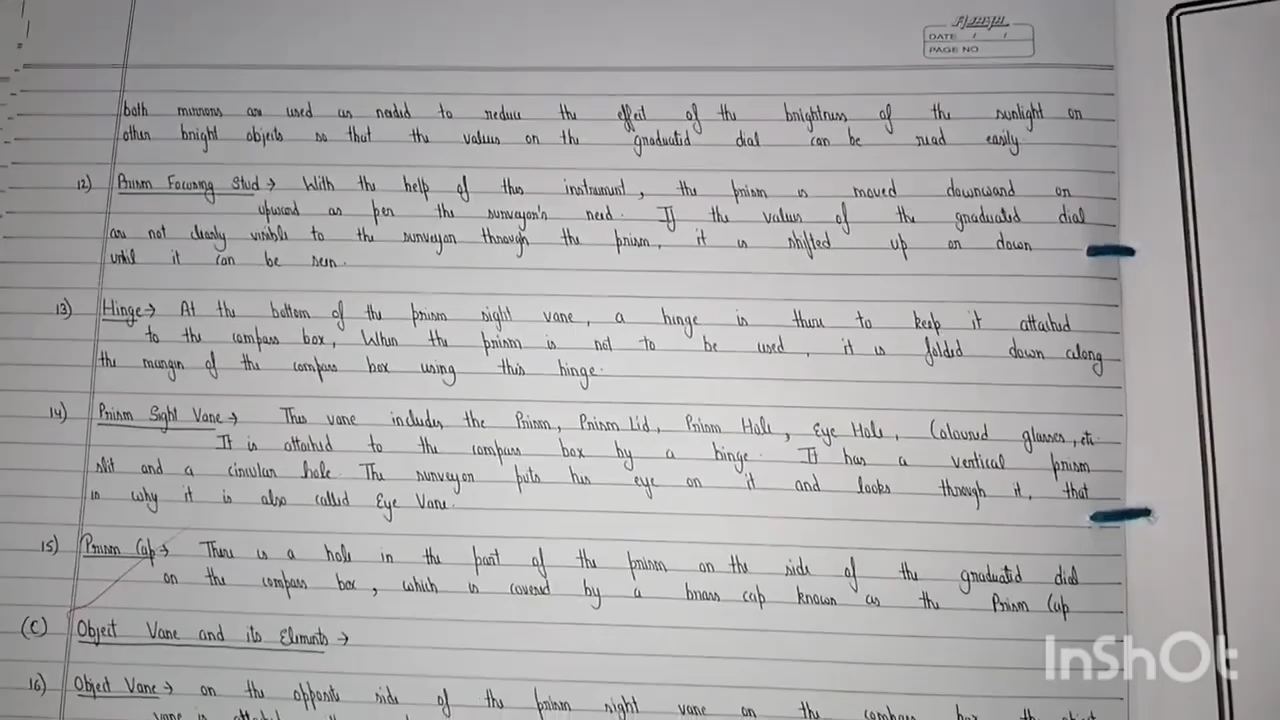 DATE / /
PAGE NO.
both mirrors are used as needed to reduce the effect of the brightness of the sunlight or
other bright objects so that the values on the graduated dial can be read easily.
12) Prism Focusing Stud → With the help of this instrument, the prism is moved downward or
upward as per the surveyor's need. If the values of the graduated dial
are not clearly visible to the surveyor through the prism, it is shifted up or down
until it can be seen.
13) Hinge → At the bottom of the prism sight vane, a hinge is there to keep it attached
to the compass box, When the prism is not to be used, it is folded down along
the margin of the compass box using this hinge.
14) Prism Sight Vane → This vane includes the Prism, Prism Lid, Prism Hole, Eye Hole, Coloured glasses, etc.
It is attached to the compass box by a hinge. It has a vertical prism
slit and a circular hole. The surveyor puts his eye on it and looks through it, that
is why it is also called Eye Vane.
15) Prism Cap → There is a hole in the part of the prism on the side of the graduated dial
on the compass box, which is covered by a brass cap known as the Prism Cap
(C) Object Vane and its Elements →
16) Object Vane → on the opposite side of the prism sight vane on the compass box the object
vane is
InShOt